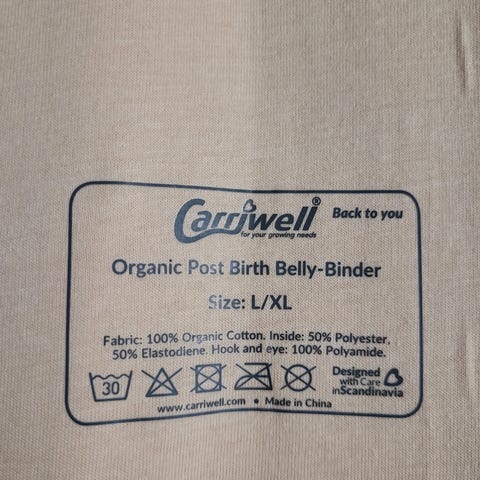 Carriwell® Back to you
for your growing needs
Organic Post Birth Belly-Binder
Size: L/XL
Fabric: 100% Organic Cotton. Inside: 50% Polyester,
50% Elastodiene. Hook and eye: 100% Polyamide.
30
Designed
with Care
inScandinavia
www.carriwell.com • Made in China